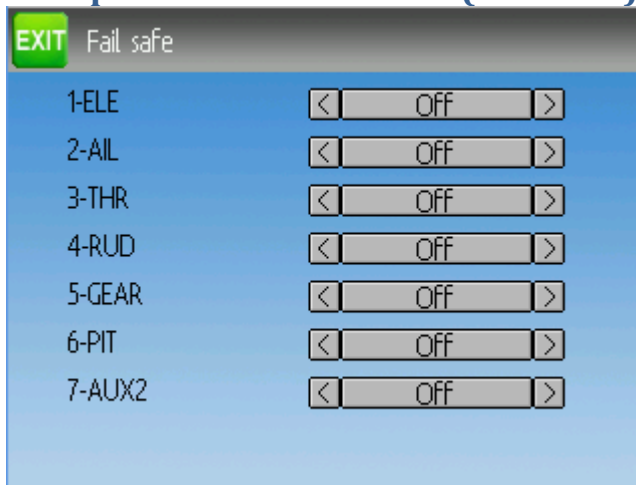 EXIT Fail safe
1-ELE < Off >
2-AIL < Off >
3-THR < Off >
4-RUD < Off >
5-GEAR < Off >
6-PIT < Off >
7-AUX2 < Off >